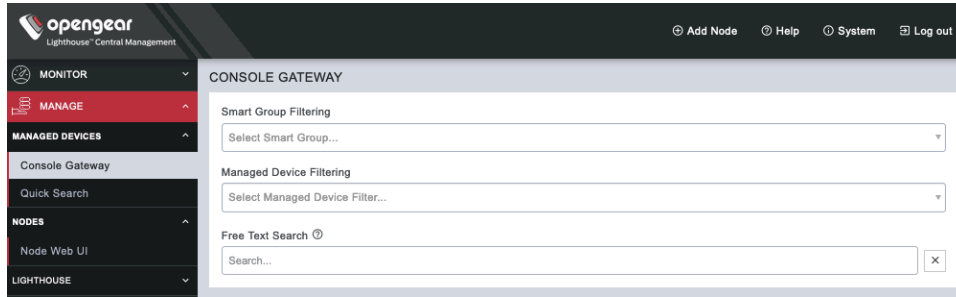 opengear
Lighthouse™ Central Management
Add Node
Help
System
Log out
MONITOR
MANAGE
MANAGED DEVICES
Console Gateway
Quick Search
NODES
Node Web UI
LIGHTHOUSE
CONSOLE GATEWAY
Smart Group Filtering
Select Smart Group...
Managed Device Filtering
Select Managed Device Filter...
Free Text Search
Search...